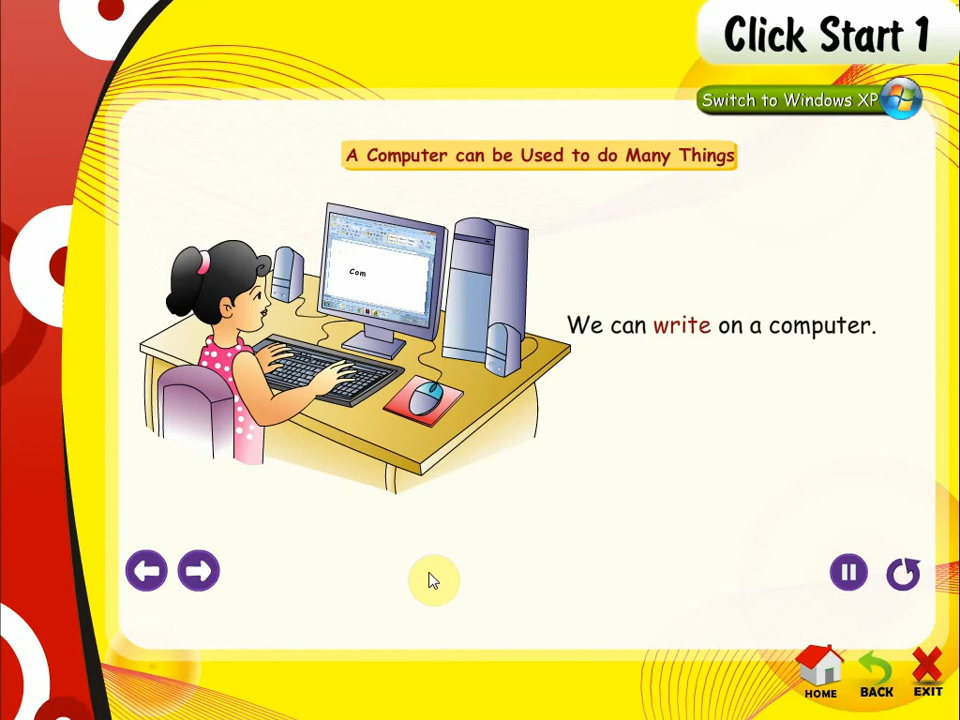 Click Start 1
Switch to Windows XP
A Computer can be Used to do Many Things
Com
We can write on a computer.
HOME
BACK
EXIT